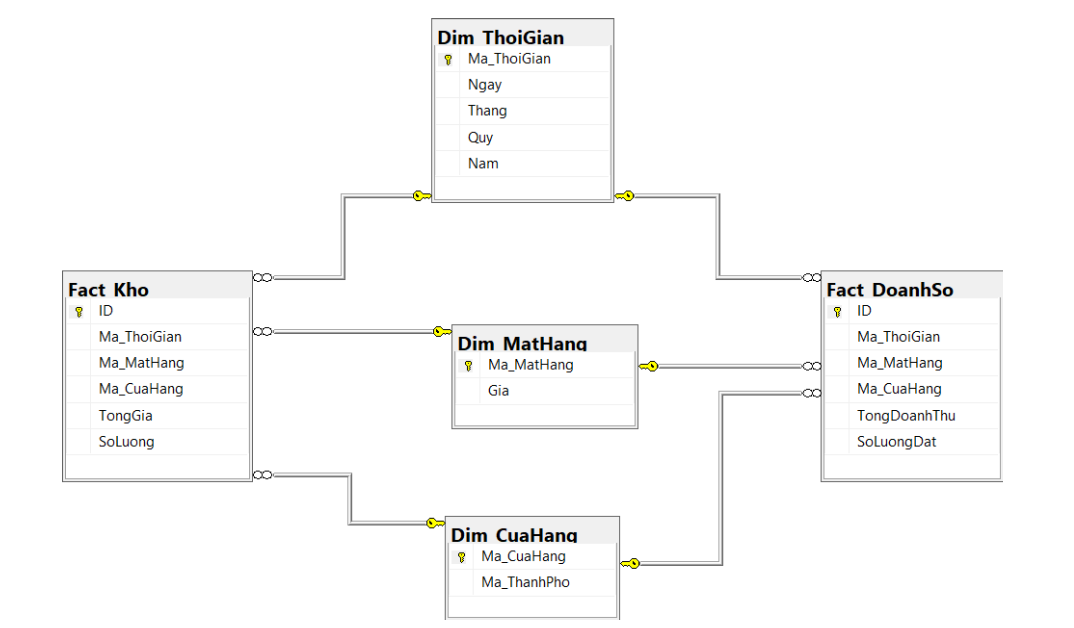 Dim_ThoiGian
Ma_ThoiGian
Ngay
Thang
Quy
Nam
Fact_Kho
ID
Ma_ThoiGian
Ma_MatHang
Ma_CuaHang
TongGia
SoLuong
Dim_MatHang
Ma_MatHang
Gia
Fact_DoanhSo
ID
Ma_ThoiGian
Ma_MatHang
Ma_CuaHang
TongDoanhThu
SoLuongDat
Dim_CuaHang
Ma_CuaHang
Ma_ThanhPho